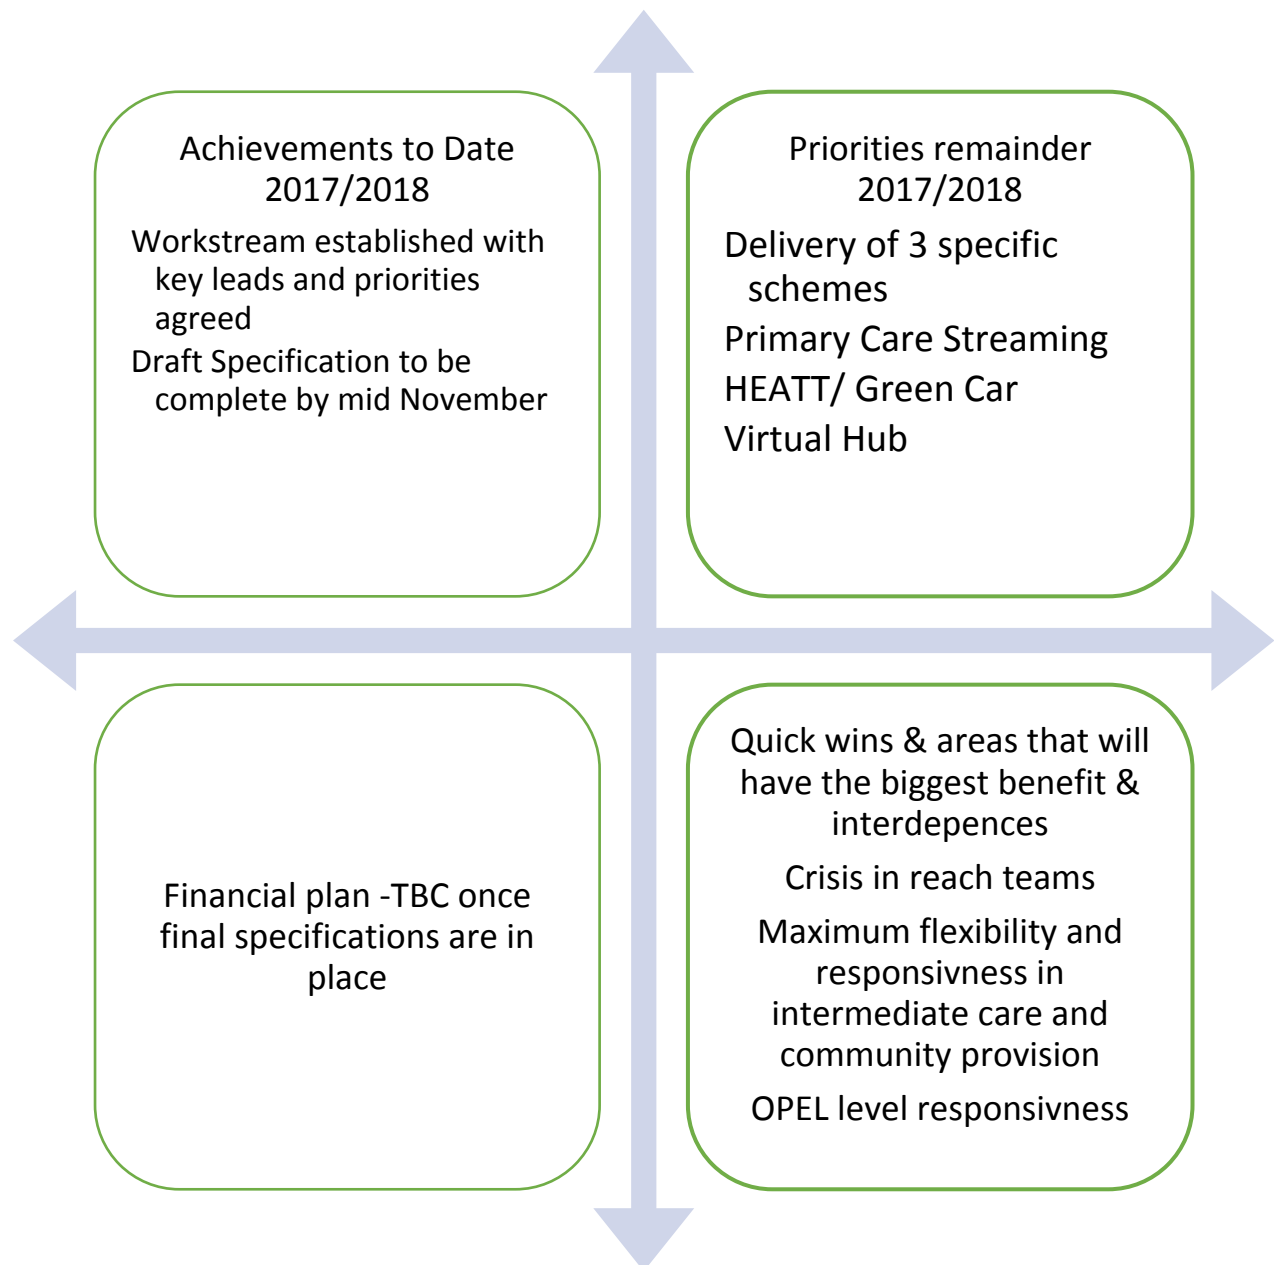 Achievements to Date
2017/2018
Workstream established with
key leads and priorities
agreed
Draft Specification to be
complete by mid November
Priorities remainder
2017/2018
Delivery of 3 specific
schemes
Primary Care Streaming
HEATT/ Green Car
Virtual Hub
Financial plan -TBC once
final specifications are in
place
Quick wins & areas that will
have the biggest benefit &
interdepences
Crisis in reach teams
Maximum flexibility and
responsivness in
intermediate care and
community provision
OPEL level responsivness